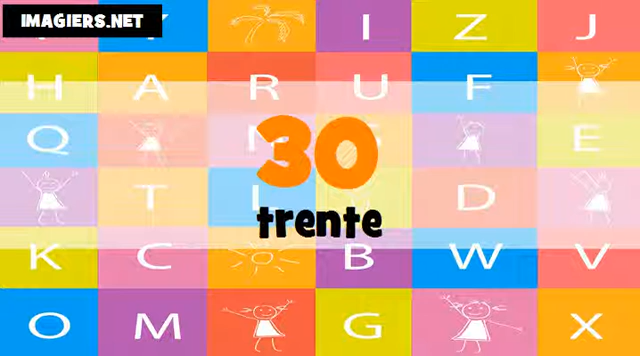 IMAGIERS.NET
Y I Z J
H A R U F
Q E
30
T L D
trente
K C B W V
O M G X